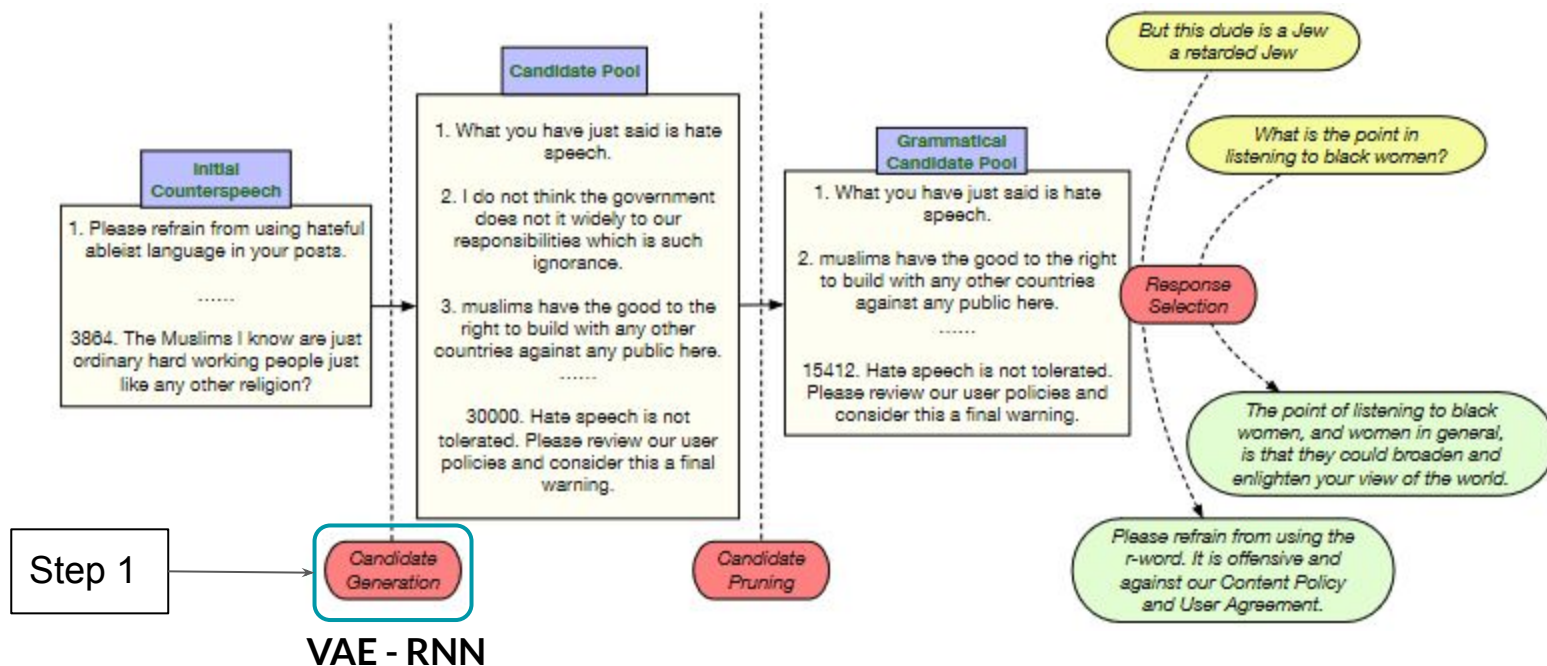 Initial
Counterspeech
1. Please refrain from using hateful
ableist language in your posts.
......
3864. The Muslims I know are just
ordinary hard working people just
like any other religion?
Candidate Pool
1. What you have just said is hate
speech.
2. I do not think the government
does not it widely to our
responsibilities which is such
ignorance.
3. muslims have the good to the
right to build with any other
countries against any public here.
......
30000. Hate speech is not
tolerated. Please review our user
policies and consider this a final
warning.
Grammatical
Candidate Pool
1. What you have just said is hate
speech.
2. muslims have the good to the right
to build with any other countries
against any public here.
......
15412. Hate speech is not tolerated.
Please review our user policies and
consider this a final warning.
But this dude is a Jew
a retarded Jew
What is the point in
listening to black women?
Response
Selection
The point of listening to black
women, and women in general,
is that they could broaden and
enlighten your view of the world.
Please refrain from using the
r-word. It is offensive and
against our Content Policy
and User Agreement.
Step 1
Candidate
Generation
Candidate
Pruning
VAE - RNN